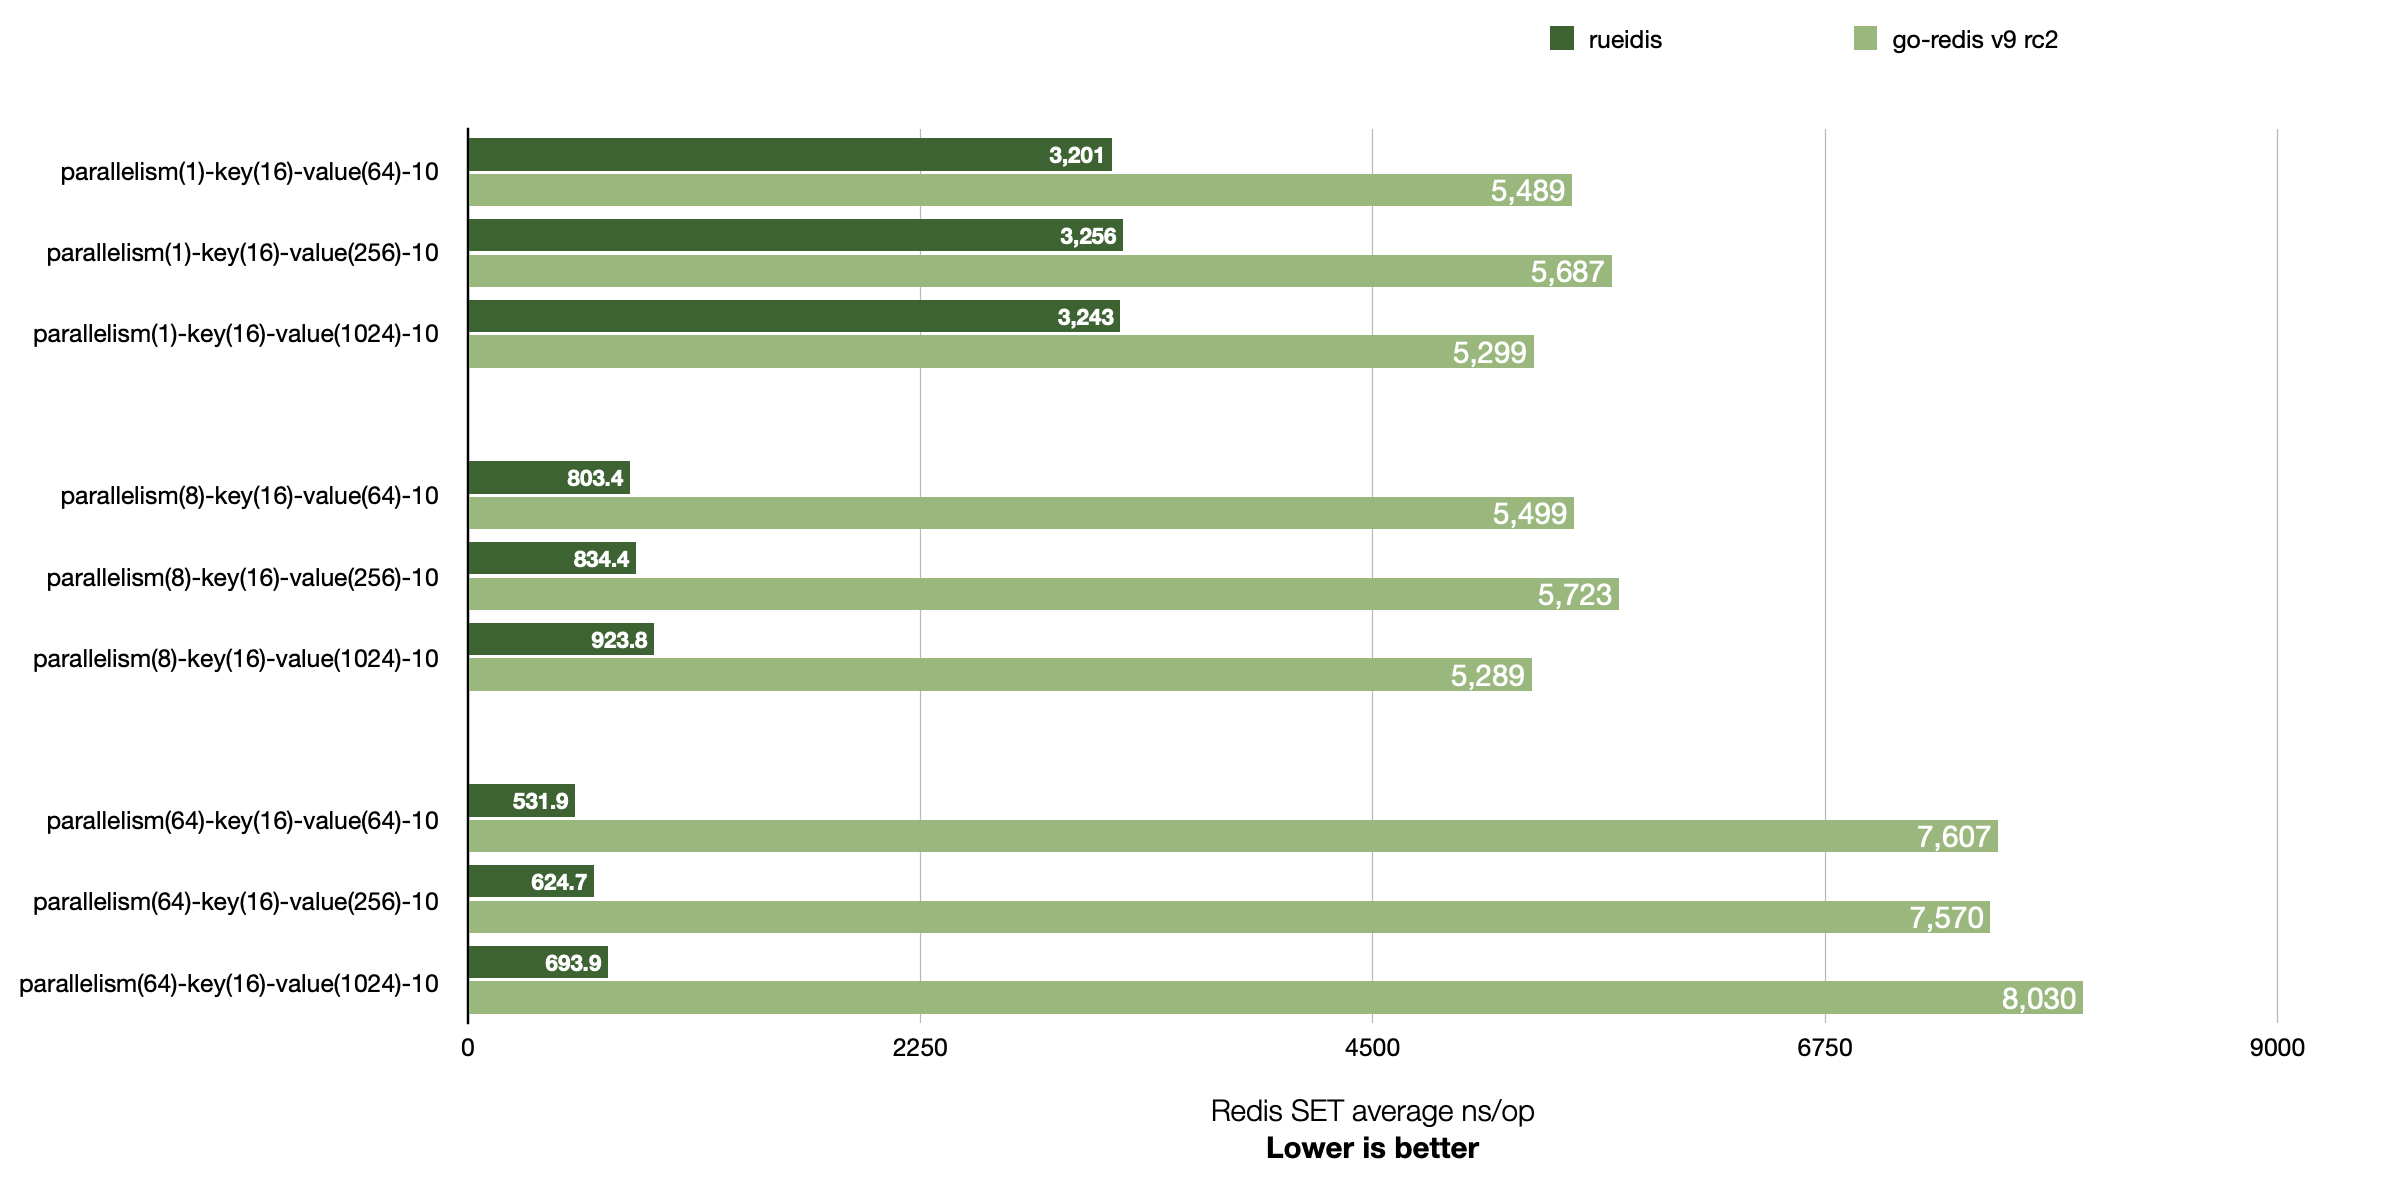 rueidis
go-redis v9 rc2
parallelism(1)-key(16)-value(64)-10
3,201
5,489
parallelism(1)-key(16)-value(256)-10
3,256
5,687
parallelism(1)-key(16)-value(1024)-10
3,243
5,299
parallelism(8)-key(16)-value(64)-10
803.4
5,499
parallelism(8)-key(16)-value(256)-10
834.4
5,723
parallelism(8)-key(16)-value(1024)-10
923.8
5,289
parallelism(64)-key(16)-value(64)-10
531.9
7,607
parallelism(64)-key(16)-value(256)-10
624.7
7,570
parallelism(64)-key(16)-value(1024)-10
693.9
8,030
0 2250 4500 6750 9000
Redis SET average ns/op
Lower is better